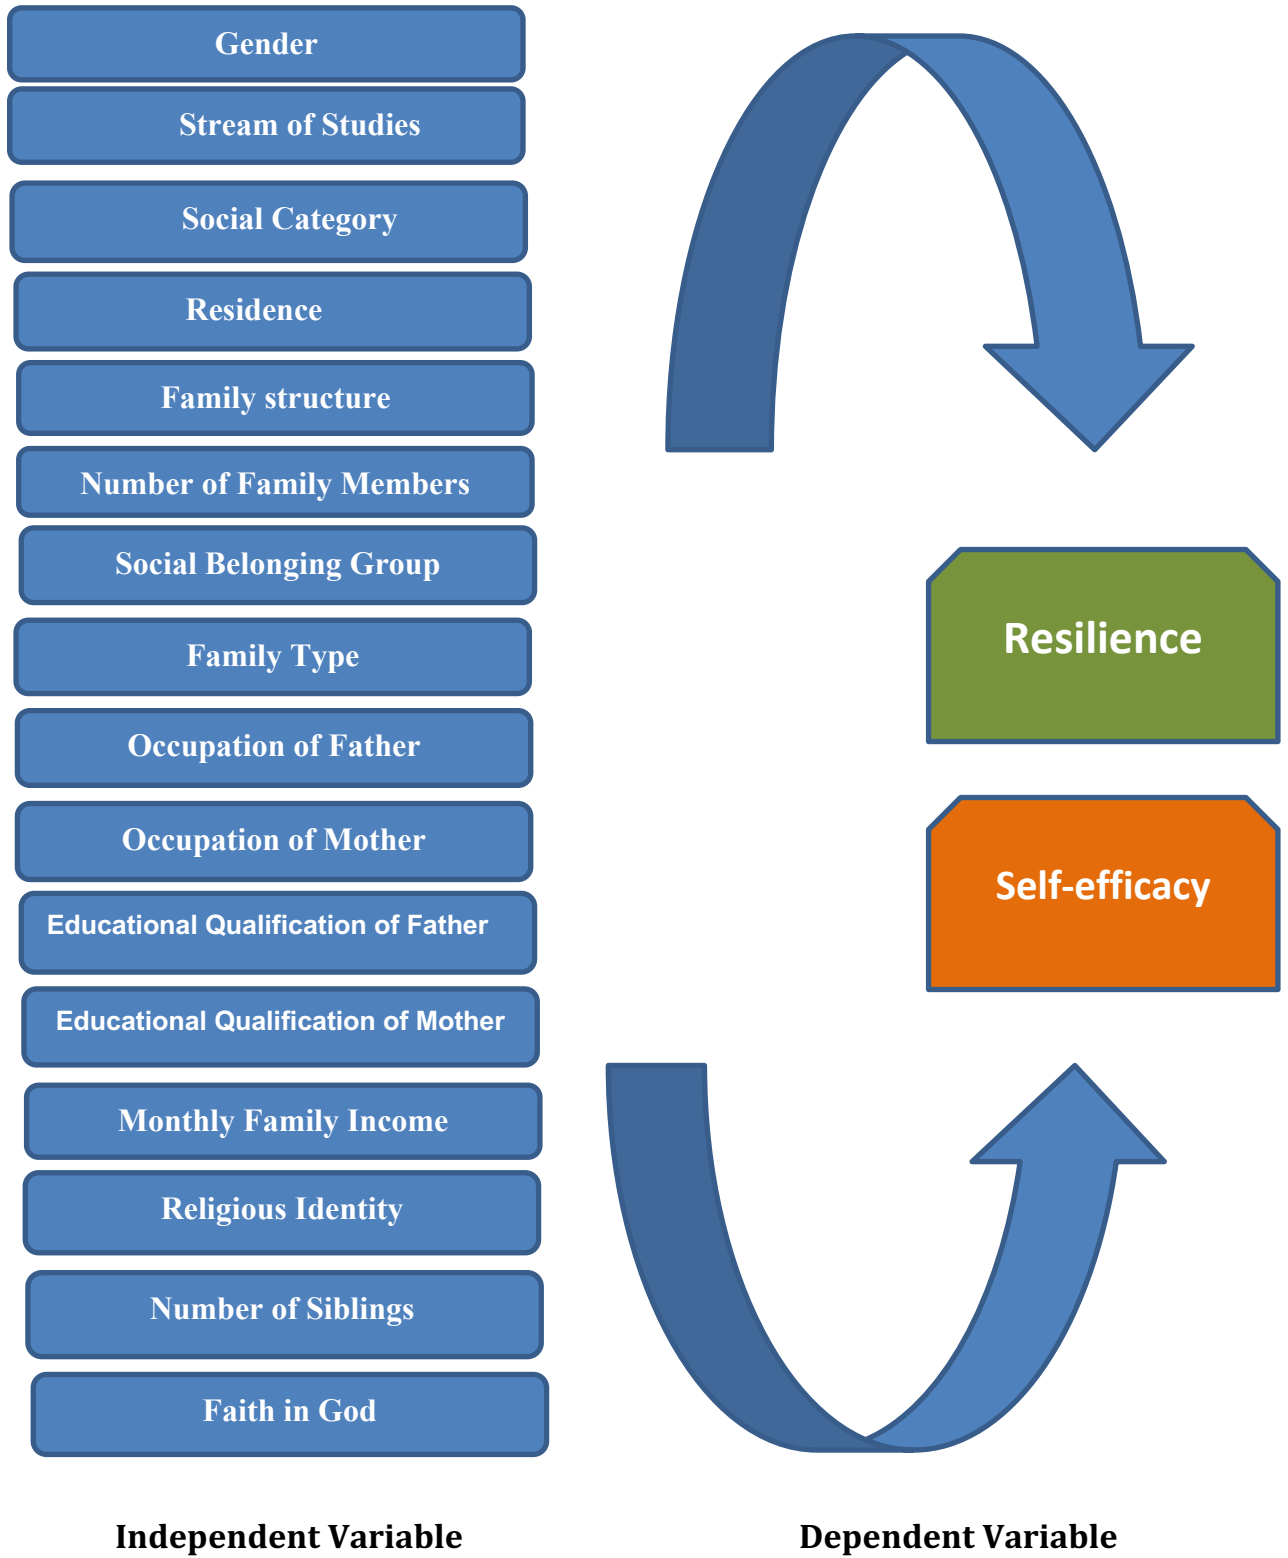 Gender
Stream of Studies
Social Category
Residence
Family structure
Number of Family Members
Social Belonging Group
Family Type
Occupation of Father
Occupation of Mother
Educational Qualification of Father
Educational Qualification of Mother
Monthly Family Income
Religious Identity
Number of Siblings
Faith in God
Independent Variable
Resilience
Self-efficacy
Dependent Variable